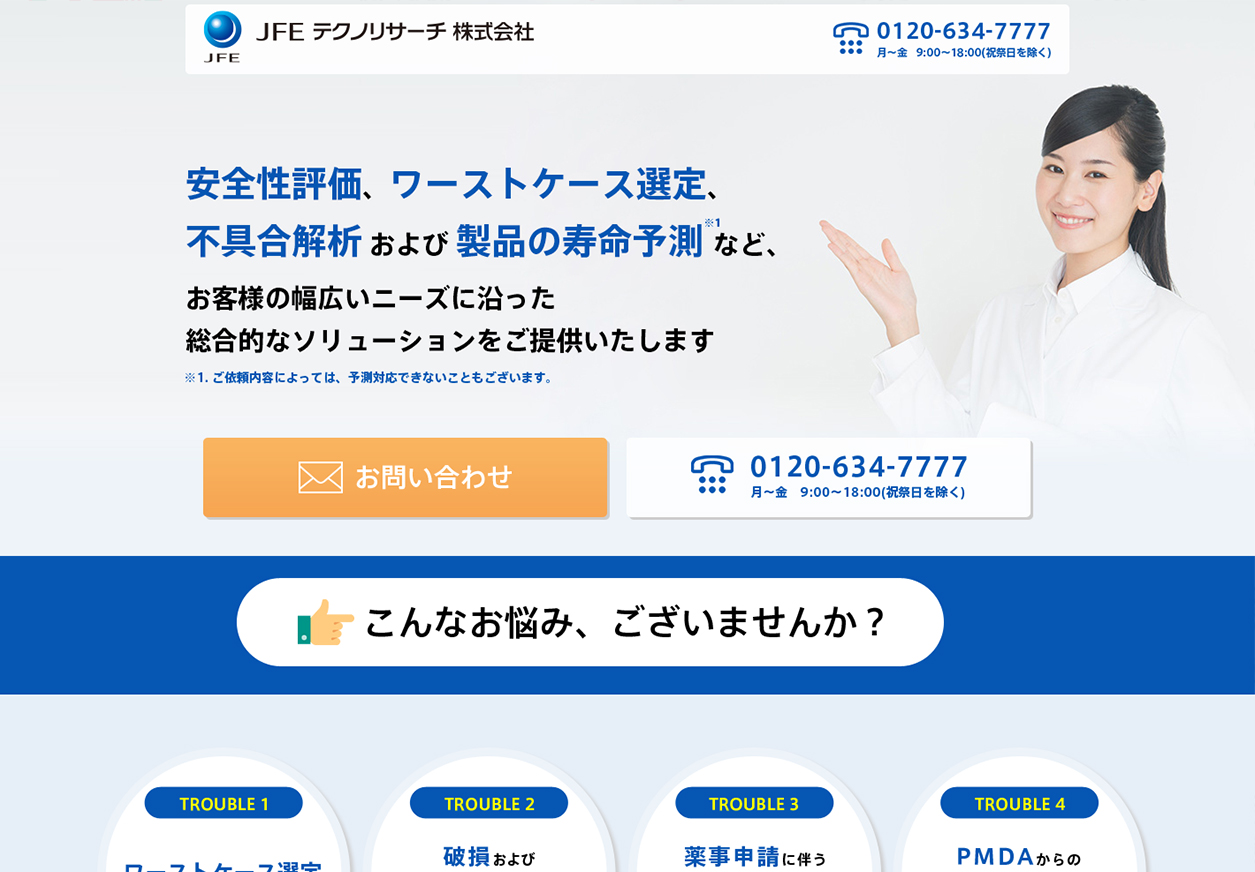 JFE
JFE テクノリサーチ 株式会社
0120-634-7777
月〜金 9:00〜18:00(祝祭日を除く)
安全性評価、ワーストケース選定、
不具合解析 および 製品の寿命予測※1など、
お客様の幅広いニーズに沿った
総合的なソリューションをご提供いたします
※1. ご依頼内容によっては、予測対応できないこともございます。
お問い合わせ
0120-634-7777
月〜金 9:00〜18:00(祝祭日を除く)
こんなお悩み、ございませんか？
TROUBLE 1
TROUBLE 2
TROUBLE 3
TROUBLE 4
ワーストケース選定
破損および
薬事申請に伴う
PMDAからの